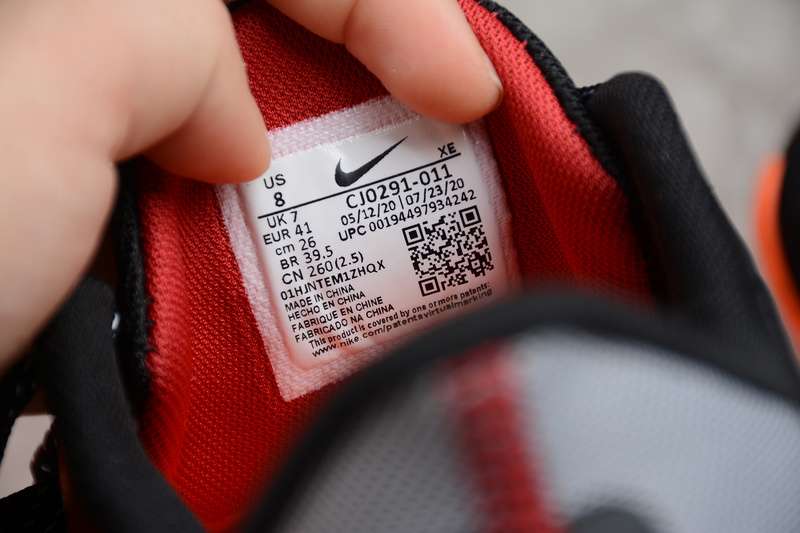 US XE
8 CJ0291-011
UK 7 05/12/20 | 07/23/20
EUR 41 UPC 00194497934242
cm 26
BR 39.5
CN 260(2.5)
01HJNTEM1ZHQX
MADE IN CHINA
HECHO EN CHINA
FABRIQUE EN CHINE
FABRICADO NA CHINA
This product is covered by one or more patents:
www.nike.com/patentsvirtualmarking